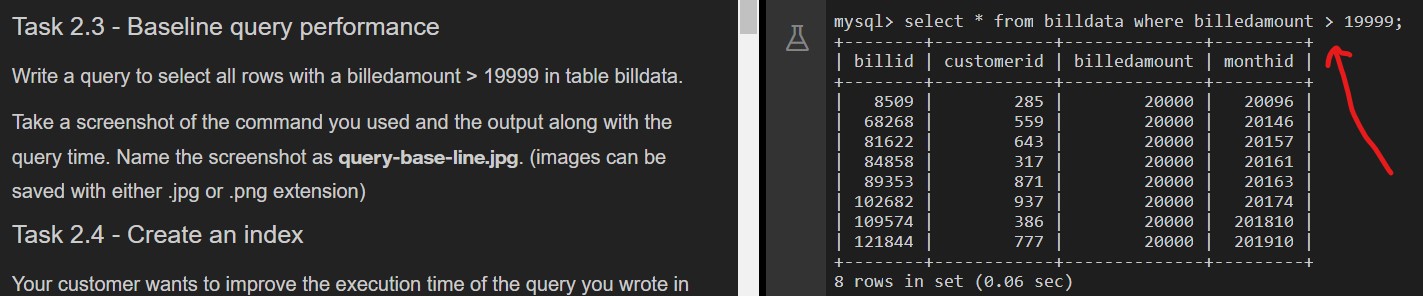 Task 2.3 - Baseline query performance
Write a query to select all rows with a billedamount > 19999 in table billdata.
Take a screenshot of the command you used and the output along with the
query time. Name the screenshot as query-base-line.jpg. (images can be
saved with either .jpg or .png extension)
Task 2.4 - Create an index
Your customer wants to improve the execution time of the query you wrote in
mysql> select * from billdata where billedamount > 19999;
+--------+------------+--------------+---------+
| billid | customerid | billedamount | monthid |
+--------+------------+--------------+---------+
|   8509 |        285 |        20000 |   20096 |
|  68268 |        559 |        20000 |   20146 |
|  81622 |        643 |        20000 |   20157 |
|  84858 |        317 |        20000 |   20161 |
|  89353 |        871 |        20000 |   20163 |
| 102682 |        937 |        20000 |   20174 |
| 109574 |        386 |        20000 |  201810 |
| 121844 |        777 |        20000 |  201910 |
+--------+------------+--------------+---------+
8 rows in set (0.06 sec)